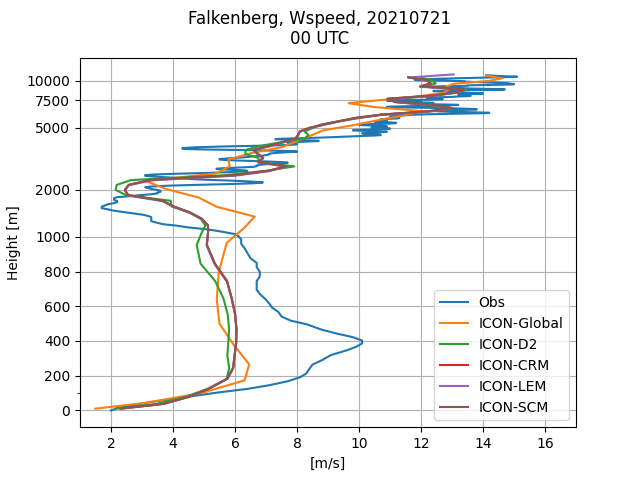 Falkenberg, Wspeed, 20210721
00 UTC
10000
7500
5000
2000
1000
800
600
400
200
0
Height [m]
Obs
ICON-Global
ICON-D2
ICON-CRM
ICON-LEM
ICON-SCM
2 4 6 8 10 12 14 16
[m/s]